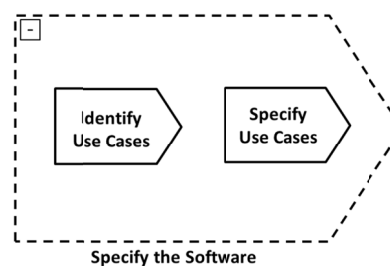 -
Identify
Use Cases
Specify
Use Cases
Specify the Software